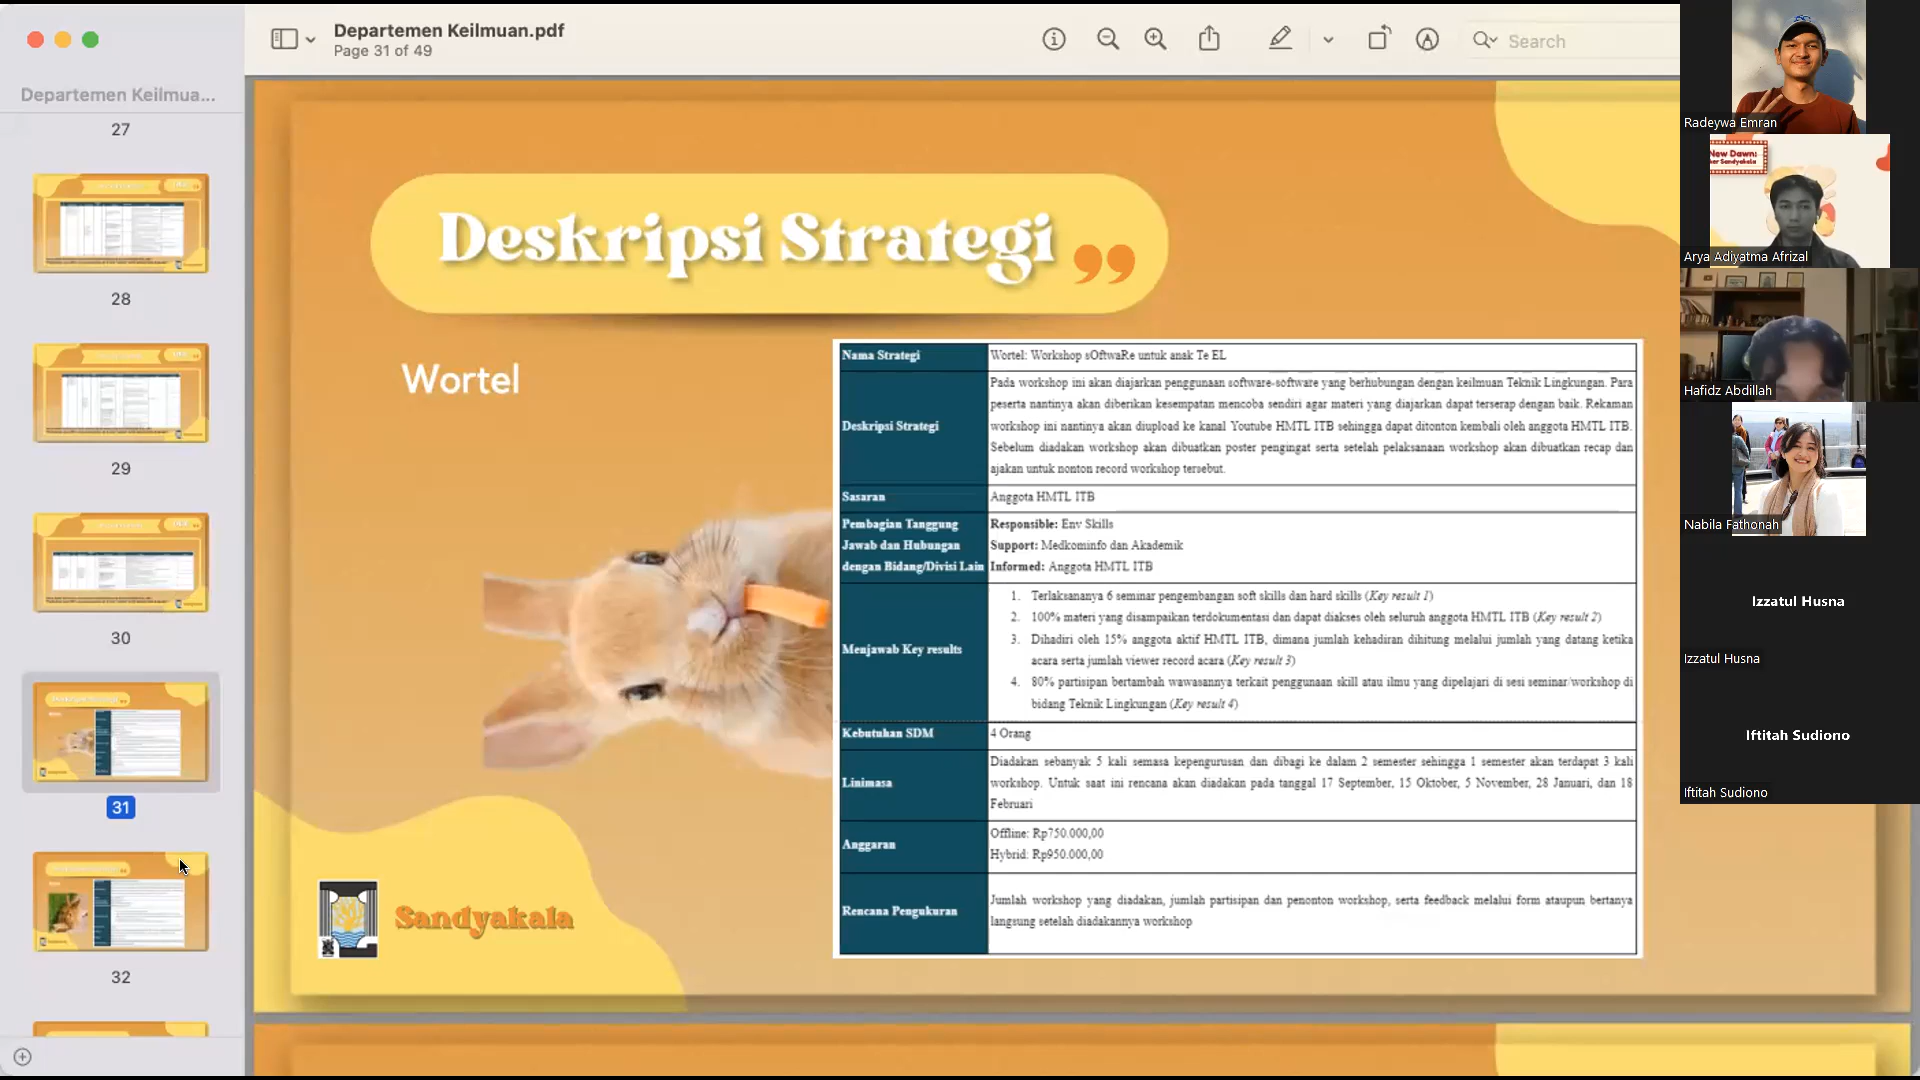 Departemen Keilmuan.pdf
Page 31 of 49
Search
Departemen Keilmua...
27
28
29
30
31
32
Deskripsi Strategi
Wortel
Nama Strategi
Wortel: Workshop sOftwaRe untuk anak Te EL
Deskripsi Strategi
Pada workshop ini akan diajarkan penggunaan software-software yang berhubungan dengan keilmuan Teknik Lingkungan. Para
peserta nantinya akan diberikan kesempatan mencoba sendiri agar materi yang diajarkan dapat terserap dengan baik. Rekaman
workshop ini nantinya akan diupload ke kanal Youtube HMTL ITB sehingga dapat ditonton kembali oleh anggota HMTL ITB.
Sebelum diadakan workshop akan dibuatkan poster pengingat serta setelah pelaksanaan workshop akan dibuatkan recap dan
ajakan untuk nonton record workshop tersebut.
Sasaran
Anggota HMTL ITB
Pembagian Tanggung
Jawab dan Hubungan
dengan Bidang/Divisi Lain
Responsible: Env Skills
Support: Medkominfo dan Akademik
Informed: Anggota HMTL ITB
Menjawab Key results
1. Terlaksananya 6 seminar pengembangan soft skills dan hard skills (Key result 1)
2. 100% materi yang disampaikan terdokumentasi dan dapat diakses oleh seluruh anggota HMTL ITB (Key result 2)
3. Dihadiri oleh 15% anggota aktif HMTL ITB, dimana jumlah kehadiran dihitung melalui jumlah yang datang ketika
acara serta jumlah viewer record acara (Key result 3)
4. 80% partisipan bertambah wawasannya terkait penggunaan skill atau ilmu yang dipelajari di sesi seminar/workshop di
bidang Teknik Lingkungan (Key result 4)
Kebutuhan SDM
4 Orang
Linimasa
Diadakan sebanyak 5 kali semasa kepengurusan dan dibagi ke dalam 2 semester sehingga 1 semester akan terdapat 3 kali
workshop. Untuk saat ini rencana akan diadakan pada tanggal 17 September, 15 Oktober, 5 November, 28 Januari, dan 18
Februari
Anggaran
Offline: Rp750.000,00
Hybrid: Rp950.000,00
Rencana Pengukuran
Jumlah workshop yang diadakan, jumlah partisipan dan penonton workshop, serta feedback melalui form ataupun bertanya
langsung setelah diadakannya workshop
Sandyakala
Radeywa Emran
New Dawn:
Sandyakala
Arya Adiyatma Afrizal
Hafidz Abdillah
Nabila Fathonah
Izzatul Husna
Izzatul Husna
Iftitah Sudiono
Iftitah Sudiono